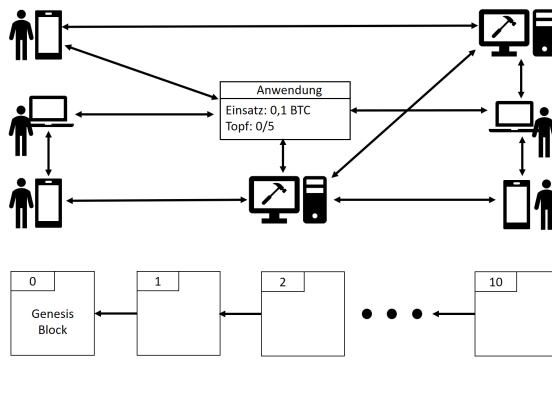 Anwendung
Einsatz: 0,1 BTC
Topf: 0/5
0
1
2
10
Genesis
Block